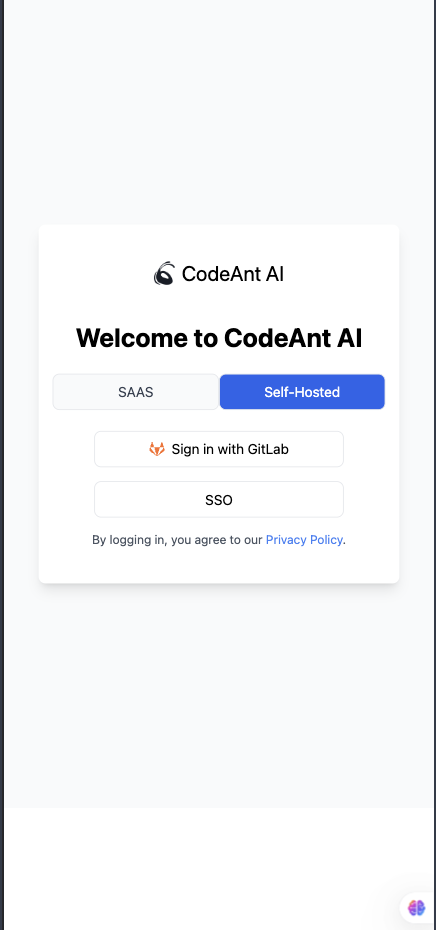 CodeAnt AI
Welcome to CodeAnt AI
SAAS
Self-Hosted
Sign in with GitLab
SSO
By logging in, you agree to our Privacy Policy.